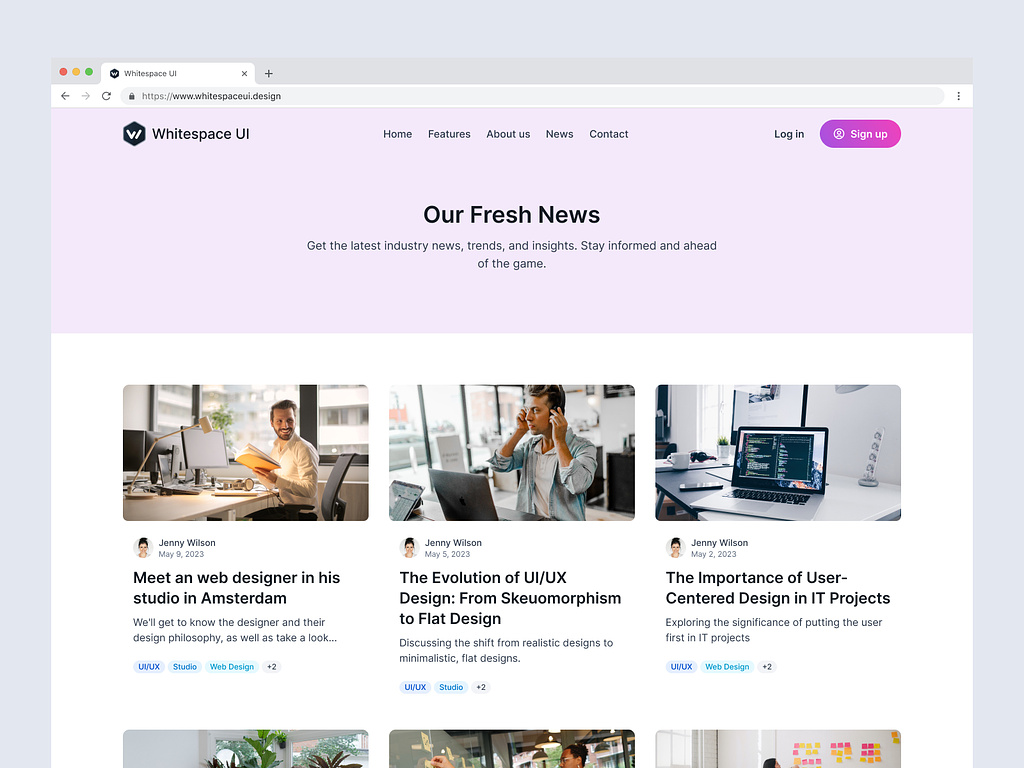 Whitespace UI
https://www.whitespaceui.design
Whitespace UI
Home Features About us News Contact
Log in Sign up
Our Fresh News
Get the latest industry news, trends, and insights. Stay informed and ahead
of the game.
Jenny Wilson
May 9, 2023
Meet an web designer in his
studio in Amsterdam
We'll get to know the designer and their
design philosophy, as well as take a look...
UI/UX Studio Web Design +2
Jenny Wilson
May 5, 2023
The Evolution of UI/UX
Design: From Skeuomorphism
to Flat Design
Discussing the shift from realistic designs to
minimalistic, flat designs.
UI/UX Studio +2
Jenny Wilson
May 2, 2023
The Importance of User-
Centered Design in IT Projects
Exploring the significance of putting the user
first in IT projects
UI/UX Web Design +2